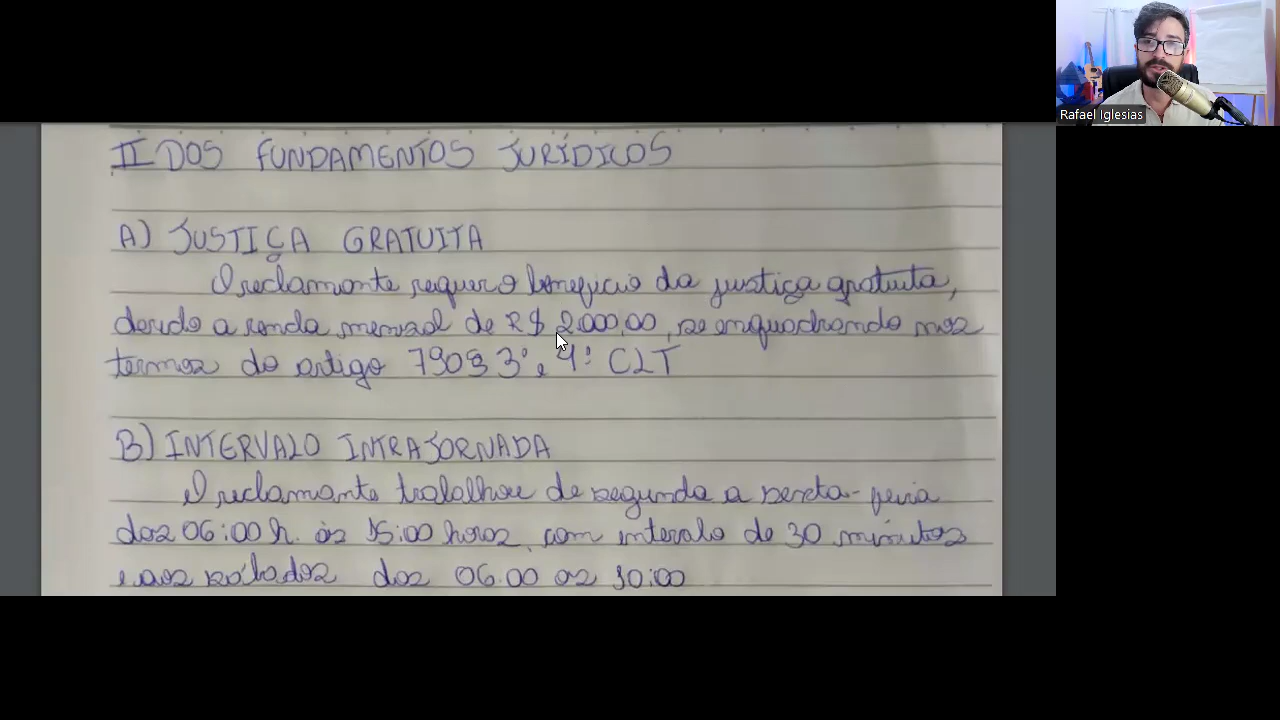 II DOS FUNDAMENTOS JURÍDICOS
A) JUSTIÇA GRATUITA
O reclamante requer o beneficio da justiça gratuita,
devido a renda mensal de R$ 2.000,00, se enquadrando nos
termos do artigo 790 § 3º e 4º CLT
B) INTERVALO INTRAJORNADA
O reclamante trabalhou de segunda a sexta-feira
das 06:00 h. às 15:00 horas, com intervalo de 30 minutos
e aos sábados das 06:00 as 10:00
Rafael Iglesias